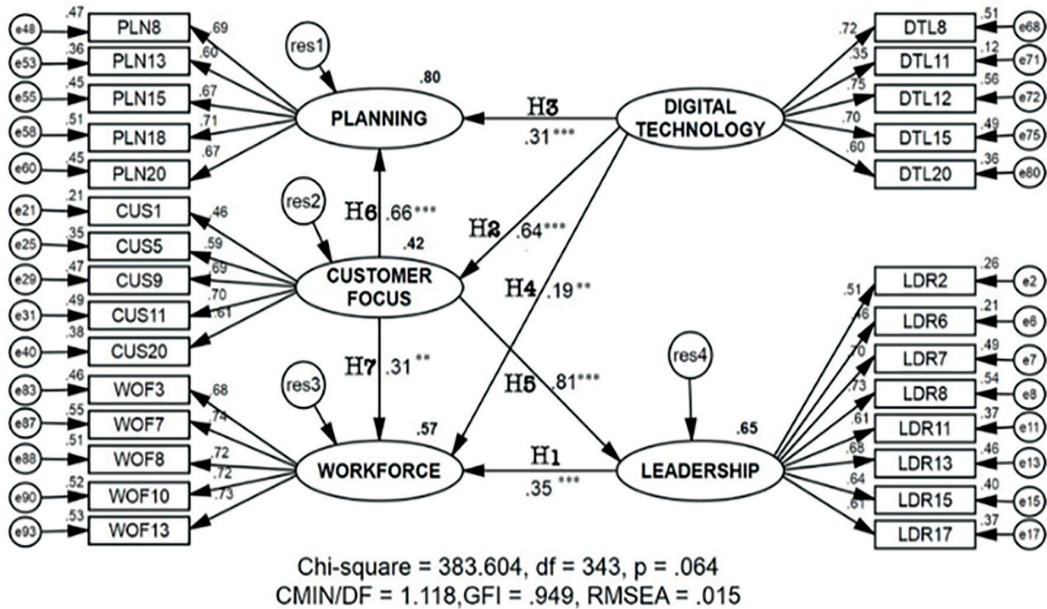 e48 .47 PLN8 .69
e53 .36 PLN13 .60
e55 .45 PLN15 .67
e58 .51 PLN18 .71
e60 .45 PLN20 .67
e21 .21 CUS1 .46
e25 .35 CUS5 .59
e29 .47 CUS9 .69
e31 .49 CUS11 .70
e40 .38 CUS20 .61
e83 .46 WOF3 .68
e87 .55 WOF7 .74
e88 .51 WOF8 .72
e90 .52 WOF10 .72
e93 .53 WOF13 .73
res1
.80
PLANNING
H3
.31***
DIGITAL
TECHNOLOGY
res2
H6 .66***
.42
CUSTOMER
FOCUS
H2 .64***
H4 .19**
H7 .31**
H5 .81***
res3
.57
WORKFORCE
H1
.35 ***
res4
.65
LEADERSHIP
.72 DTL8 .51 e68
.35 DTL11 .12 e71
.75 DTL12 .56 e72
.70 DTL15 .49 e75
.60 DTL20 .36 e80
.51 LDR2 .26 e2
.46 LDR6 .21 e6
.70 LDR7 .49 e7
.73 LDR8 .54 e8
.61 LDR11 .37 e11
.68 LDR13 .46 e13
.64 LDR15 .40 e15
.61 LDR17 .37 e17
Chi-square = 383.604, df = 343, p = .064
CMIN/DF = 1.118,GFI = .949, RMSEA = .015